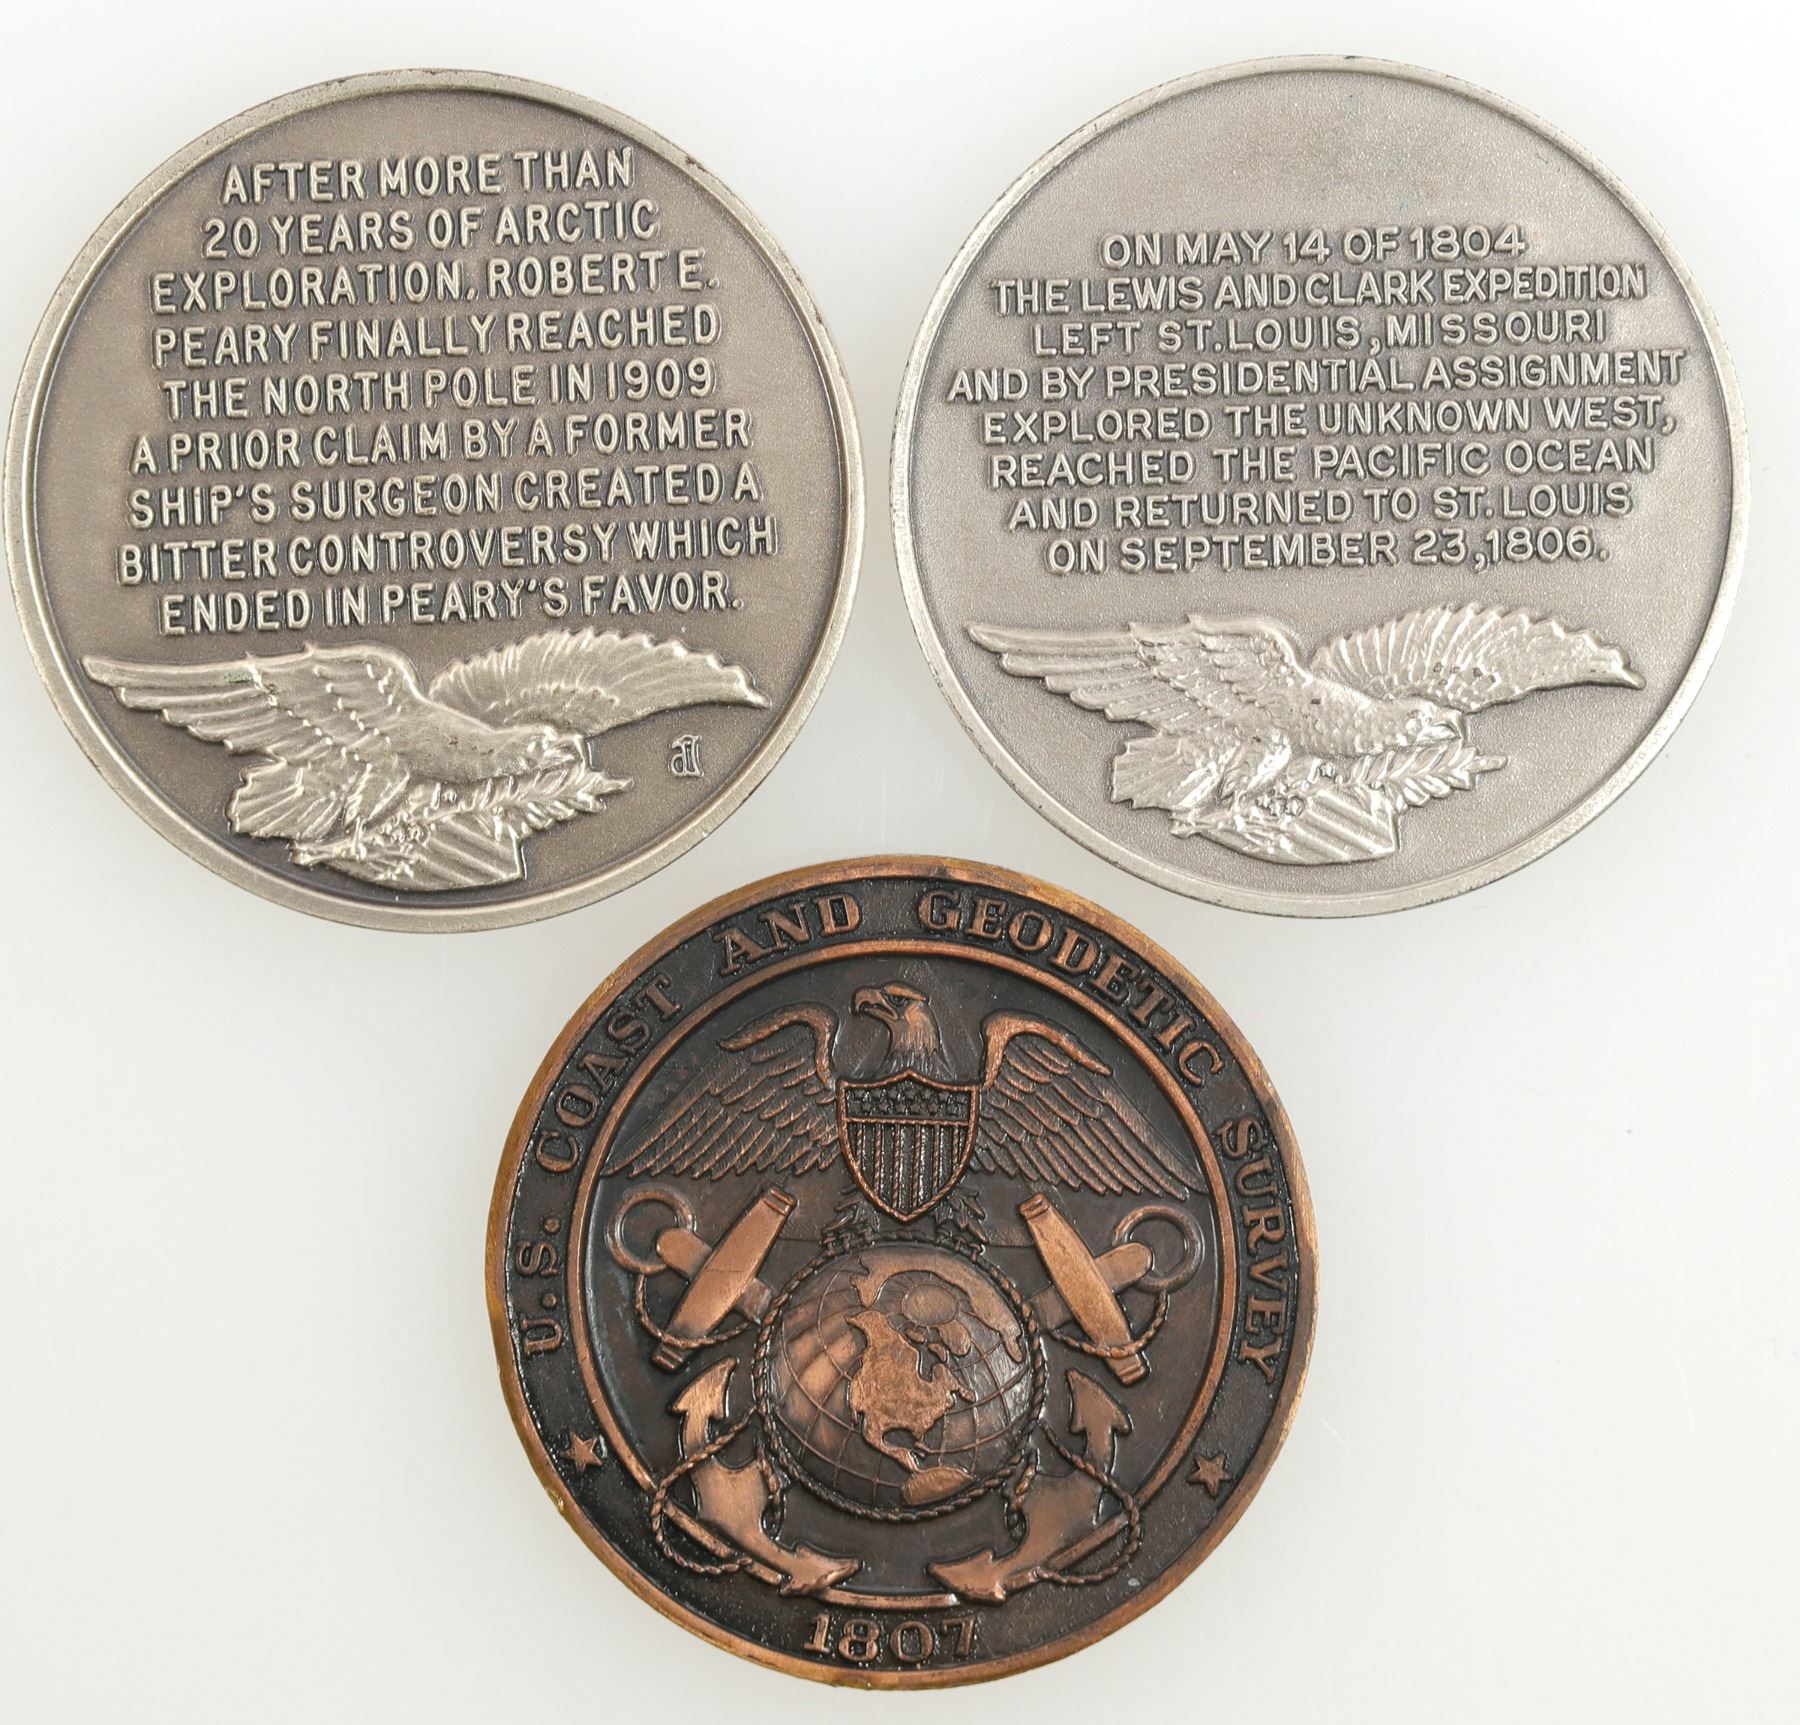 AFTER MORE THAN
20 YEARS OF ARCTIC
EXPLORATION, ROBERT E.
PEARY FINALLY REACHED
THE NORTH POLE IN 1909
A PRIOR CLAIM BY A FORMER
SHIP'S SURGEON CREATED A
BITTER CONTROVERSY WHICH
ENDED IN PEARY'S FAVOR.
ON MAY 14 OF 1804
THE LEWIS AND CLARK EXPEDITION
LEFT ST. LOUIS, MISSOURI
AND BY PRESIDENTIAL ASSIGNMENT
EXPLORED THE UNKNOWN WEST,
REACHED THE PACIFIC OCEAN
AND RETURNED TO ST. LOUIS
ON SEPTEMBER 23, 1806.
U.S. COAST AND GEODETIC SURVEY
1807